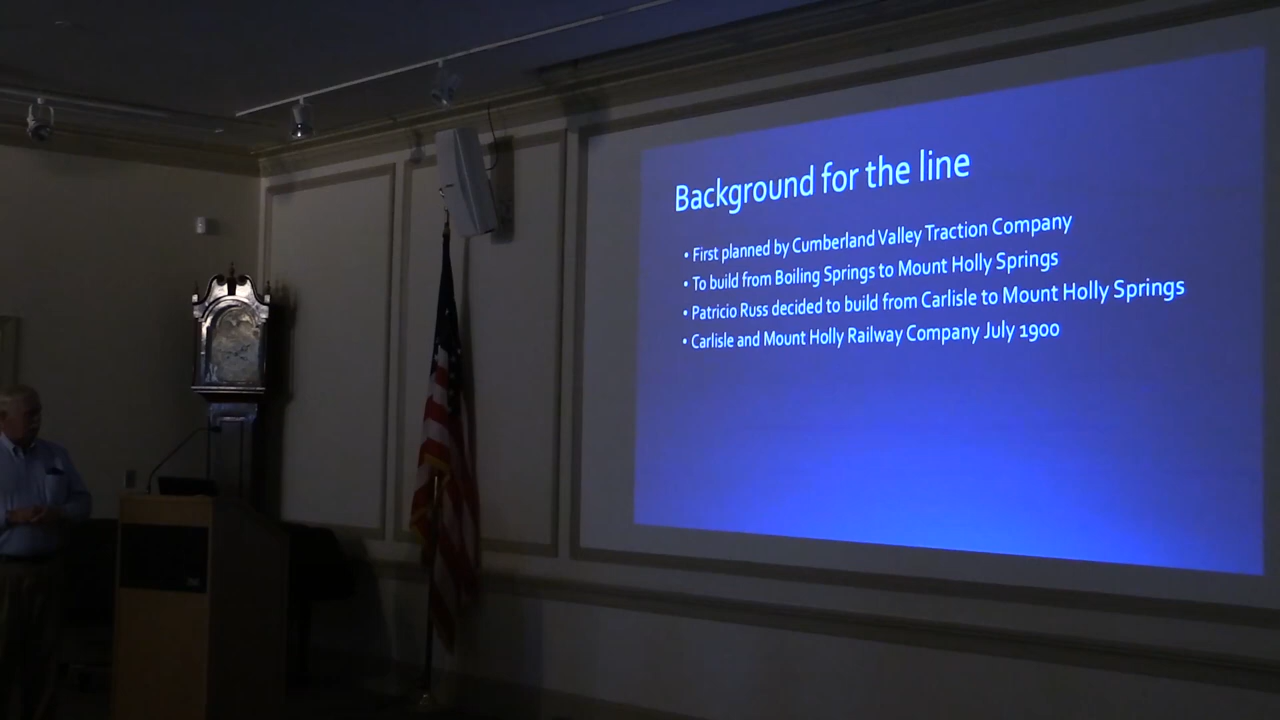 Background for the line
• First planned by Cumberland Valley Traction Company
• To build from Boiling Springs to Mount Holly Springs
• Patricio Russ decided to build from Carlisle to Mount Holly Springs
• Carlisle and Mount Holly Railway Company July 1900